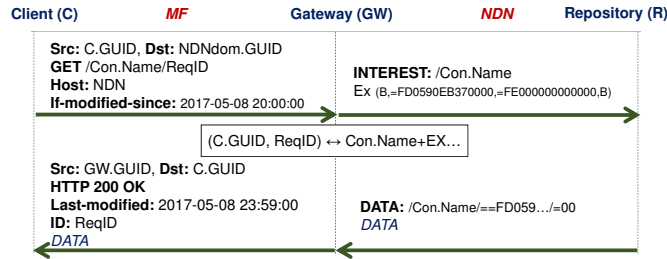 Client (C) MF Gateway (GW) NDN Repository (R)
Src: C.GUID, Dst: NDNdom.GUID
GET /Con.Name/ReqID
Host: NDN
If-modified-since: 2017-05-08 20:00:00
INTEREST: /Con.Name
Ex (B,=FD0590EB370000,=FE000000000000,B)
(C.GUID, ReqID) ↔ Con.Name+EX…
Src: GW.GUID, Dst: C.GUID
HTTP 200 OK
Last-modified: 2017-05-08 23:59:00
ID: ReqID
DATA
DATA: /Con.Name/==FD059…/=00
DATA